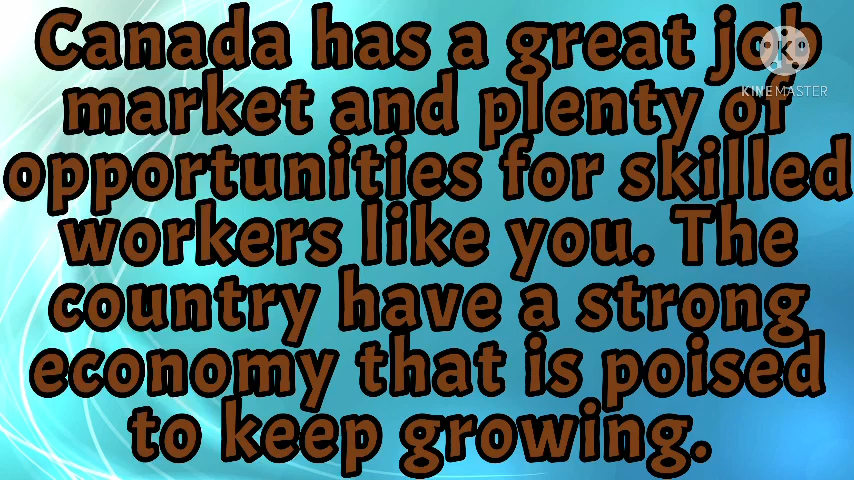 Canada has a great job
market and plenty of
opportunities for skilled
workers like you. The
country have a strong
economy that is poised
to keep growing.
KINEMASTER